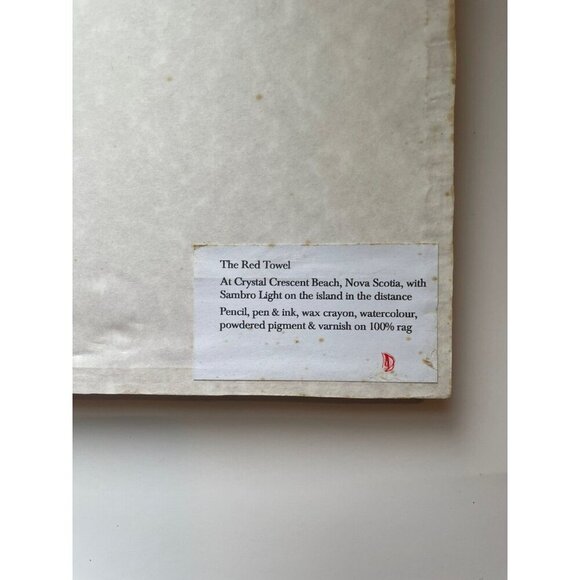 The Red Towel
At Crystal Crescent Beach, Nova Scotia, with
Sambro Light on the island in the distance
Pencil, pen & ink, wax crayon, watercolour,
powdered pigment & varnish on 100% rag